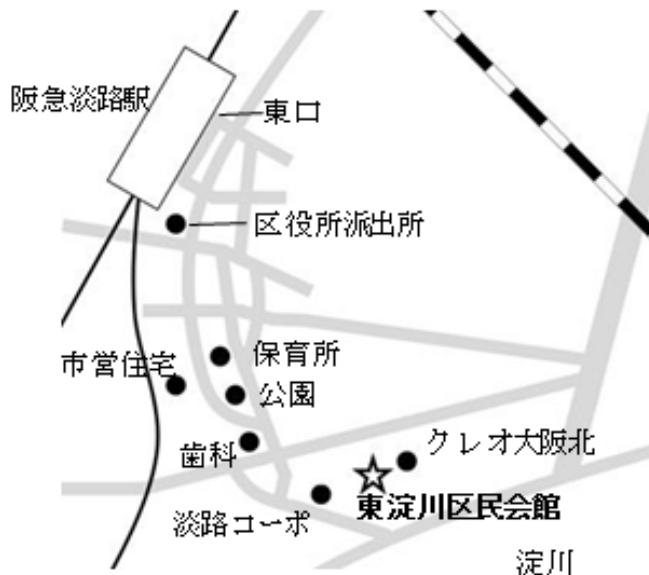 阪急淡路駅
東口
区役所派出所
保育所
市営住宅
公園
クレオ大阪北
歯科
東淀川区民会館
淡路コーポ
淀川